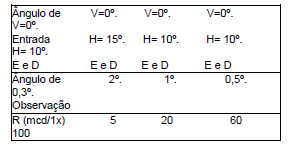 Ângulo de V=0º. V=0º. V=0º.
V=0º.
Entrada H= 15º. H= 10º. H= 10º.
H= 10º.
E e D E e D E e D E e D
Ângulo de 2º. 1º. 0,5º.
0,3º.
Observação
R (mcd/1x) 5 20 60
100